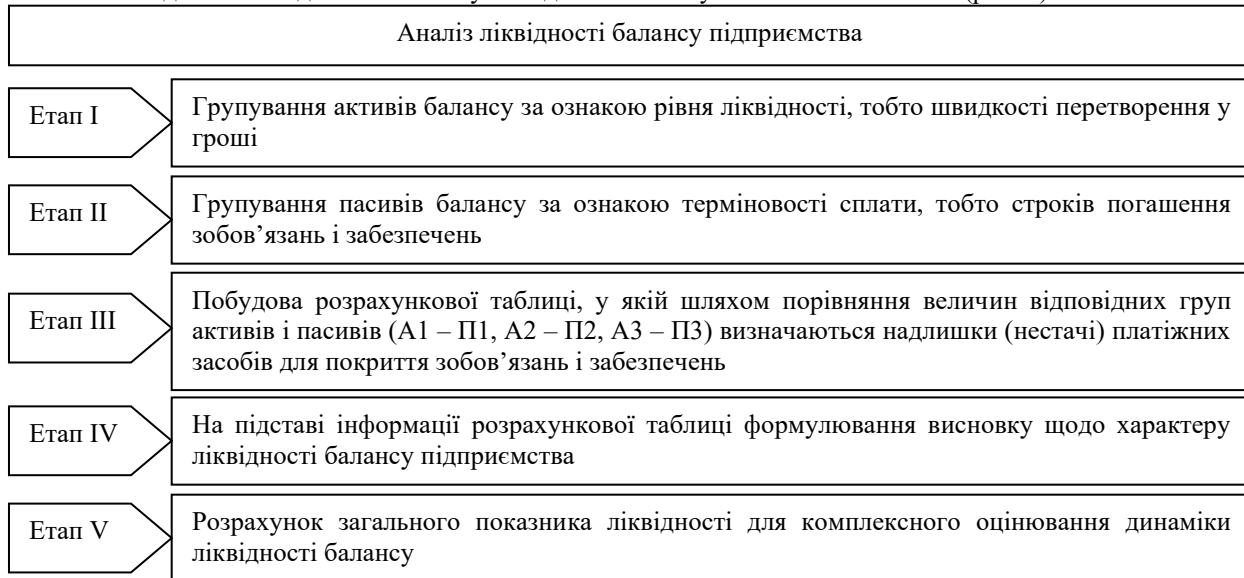 Аналіз ліквідності балансу підприємства
Етап I
Групування активів балансу за ознакою рівня ліквідності, тобто швидкості перетворення у
гроші
Етап II
Групування пасивів балансу за ознакою терміновості сплати, тобто строків погашення
зобов’язань і забезпечень
Етап III
Побудова розрахункової таблиці, у якій шляхом порівняння величин відповідних груп
активів і пасивів (А1 – П1, А2 – П2, А3 – П3) визначаються надлишки (нестачі) платіжних
засобів для покриття зобов’язань і забезпечень
Етап IV
На підставі інформації розрахункової таблиці формулювання висновку щодо характеру
ліквідності балансу підприємства
Етап V
Розрахунок загального показника ліквідності для комплексного оцінювання динаміки
ліквідності балансу